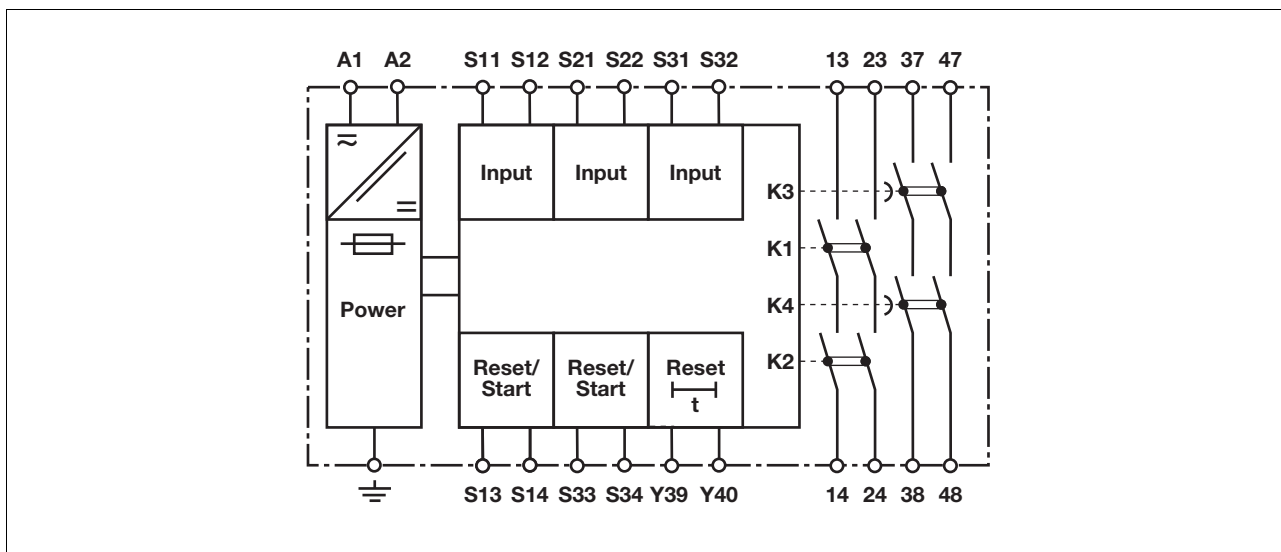 A1 A2 S11 S12 S21 S22 S31 S32 13 23 37 47
Input Input Input
K3
K1
K4
Power
K2
Reset/ Reset/ Reset
Start Start t
S13 S14 S33 S34 Y39 Y40 14 24 38 48